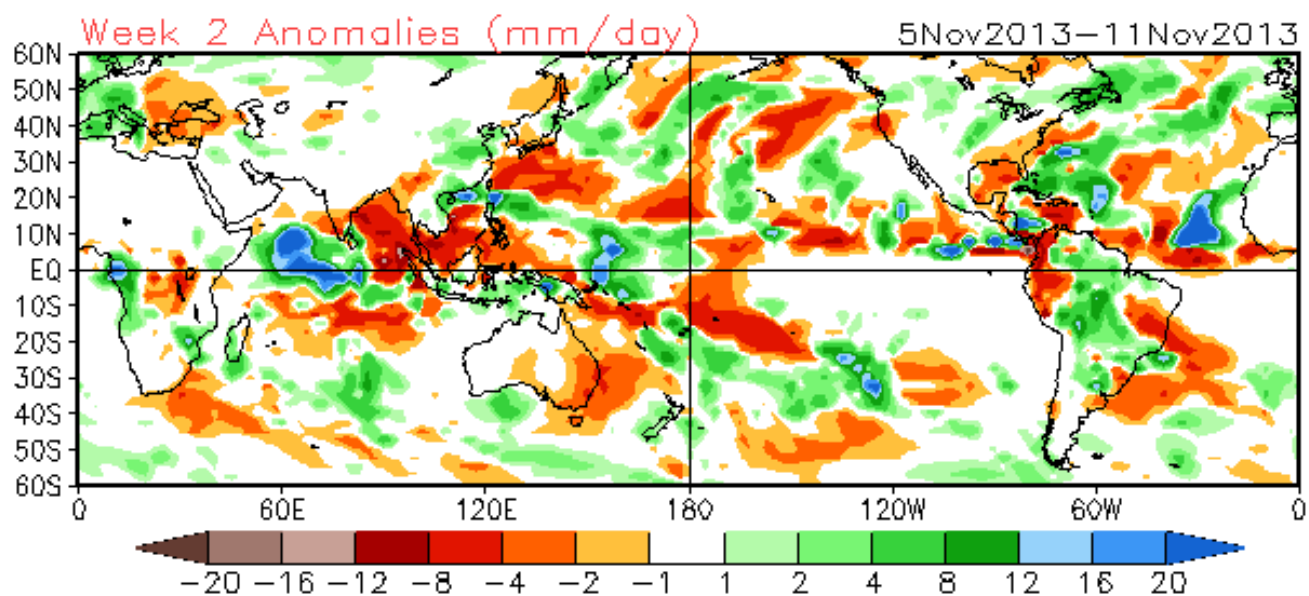 Week 2 Anomalies (mm/day) 5Nov2013-11Nov2013
60N
50N
40N
30N
20N
10N
EQ
10S
20S
30S
40S
50S
60S
0 60E 120E 180 120W 60W 0
-20 -16 -12 -8 -4 -2 -1 1 2 4 8 12 16 20